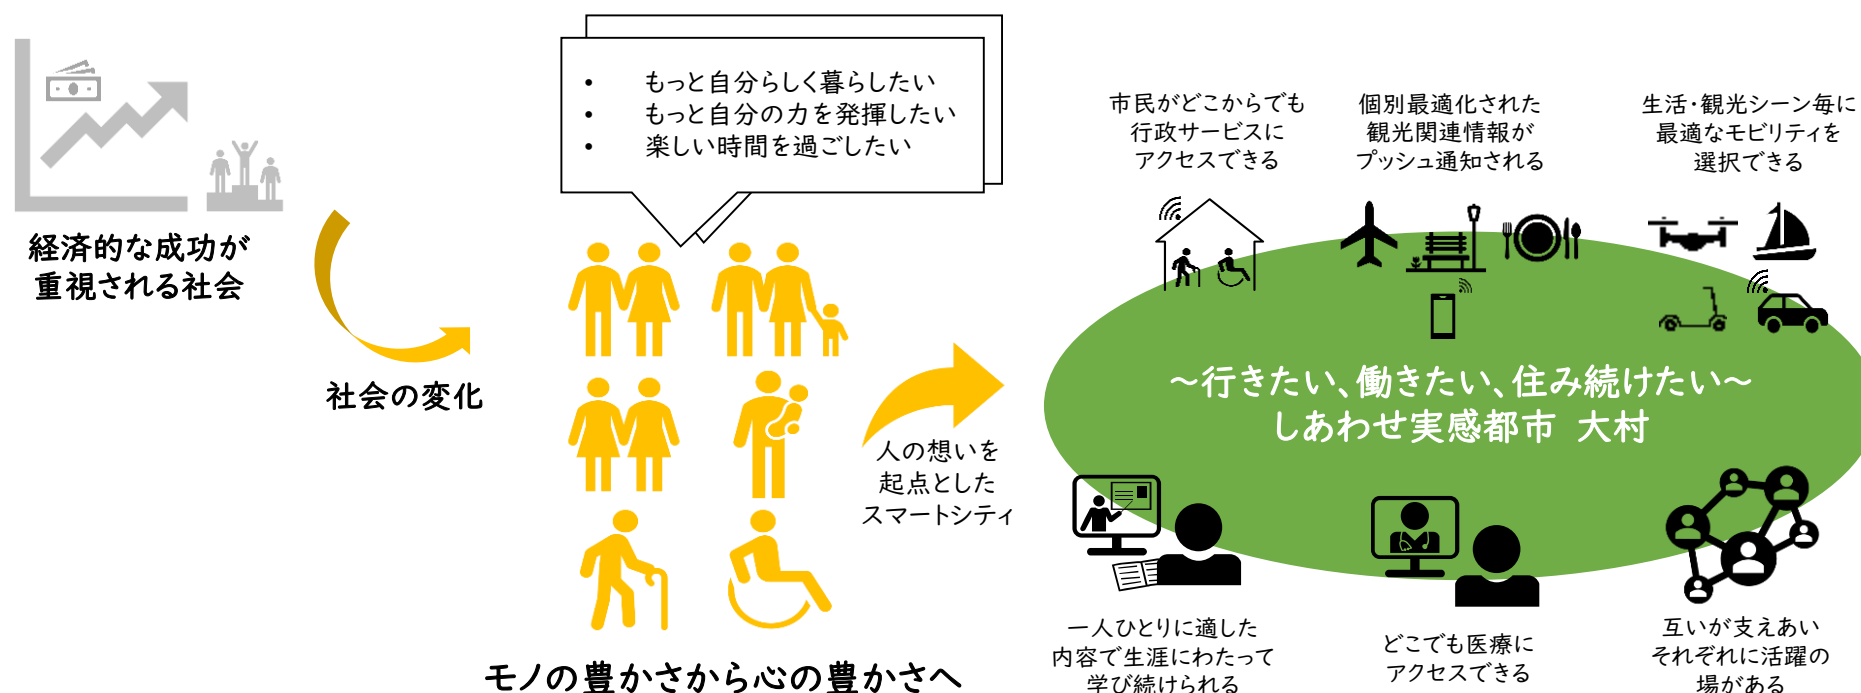 経済的な成功が
重視される社会
社会の変化
• もっと自分らしく暮らしたい
• もっと自分の力を発揮したい
• 楽しい時間を過ごしたい
モノの豊かさから心の豊かさへ
人の想いを
起点とした
スマートシティ
市民がどこからでも
行政サービスに
アクセスできる
個別最適化された
観光関連情報が
プッシュ通知される
生活・観光シーン毎に
最適なモビリティを
選択できる
～行きたい、働きたい、住み続けたい～
しあわせ実感都市 大村
一人ひとりに適した
内容で生涯にわたって
学び続けられる
どこでも医療に
アクセスできる
互いが支えあい
それぞれに活躍の
場がある